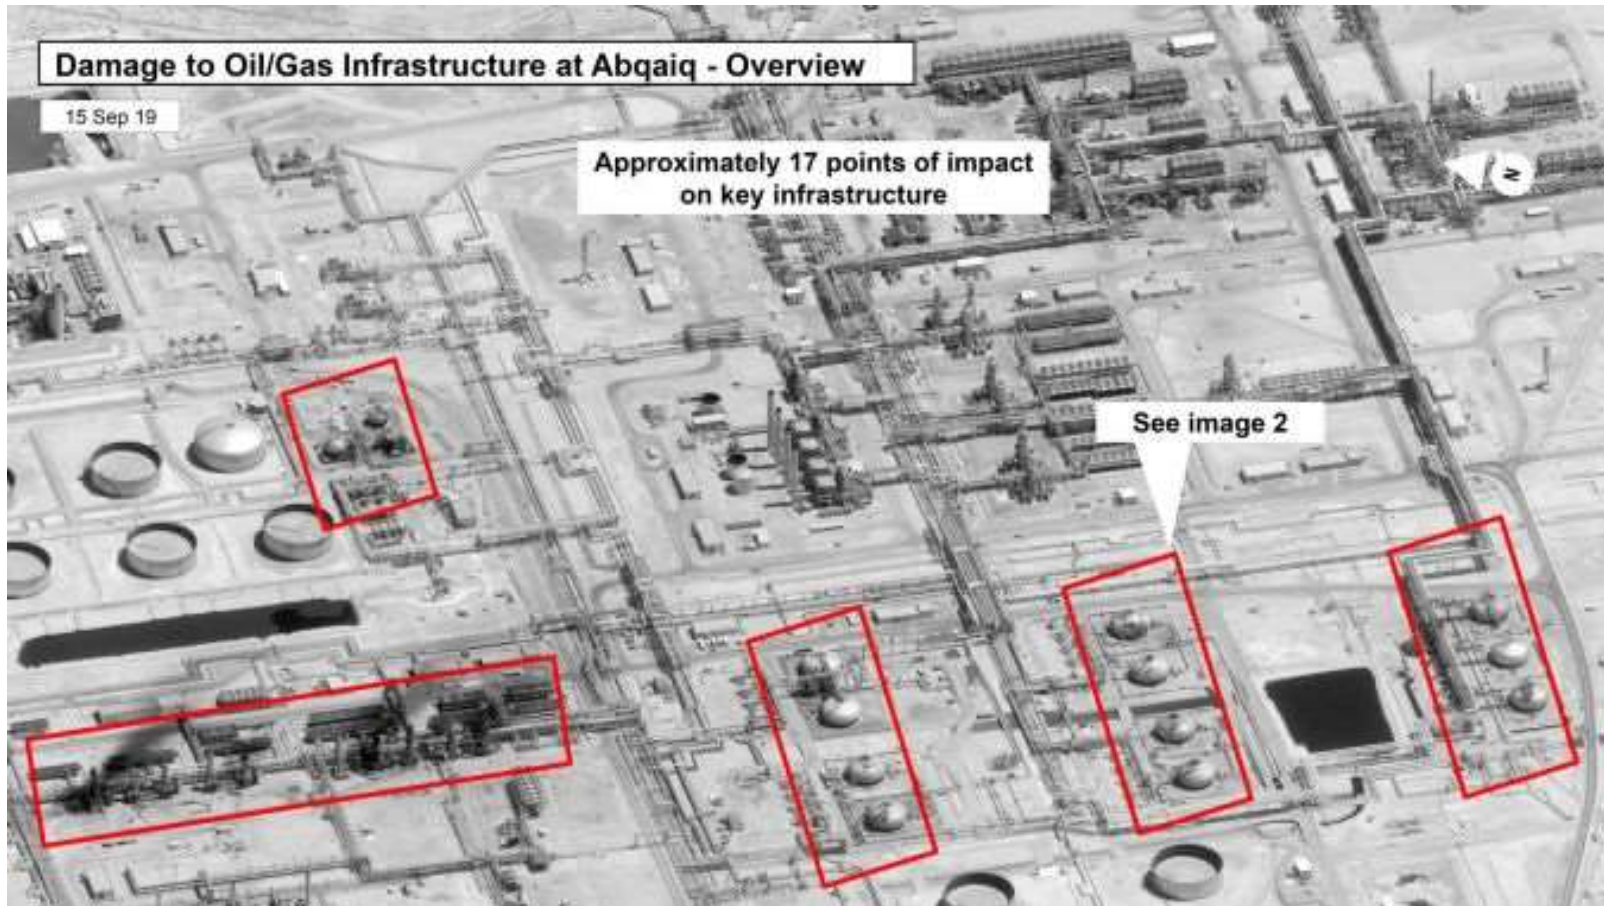 Damage to Oil/Gas Infrastructure at Abqaiq - Overview
15 Sep 19
Approximately 17 points of impact
on key infrastructure
N
See image 2